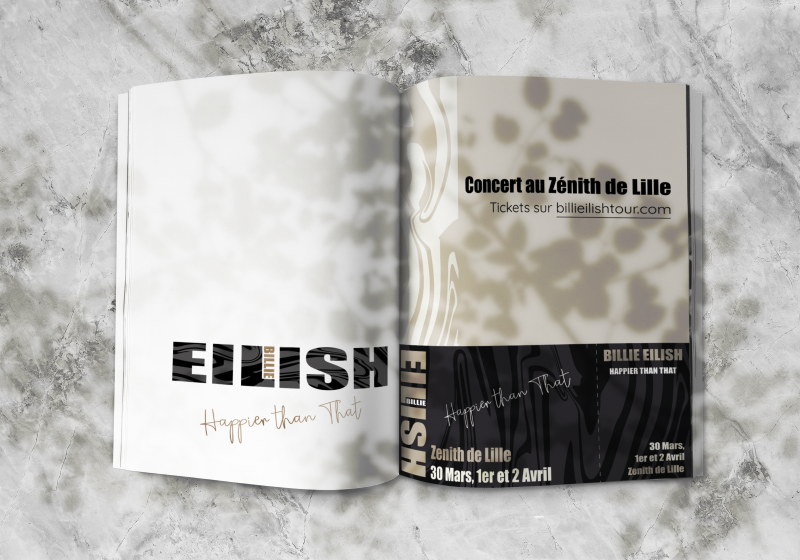 EILISH
BILLIE
Happier than That
Concert au Zénith de Lille
Tickets sur billieilishtour.com
EILISH
BILLIE
Happier than That
Zenith de Lille
30 Mars, 1er et 2 Avril
BILLIE EILISH
HAPPIER THAN THAT
30 Mars,
1er et 2 Avril
Zenith de Lille